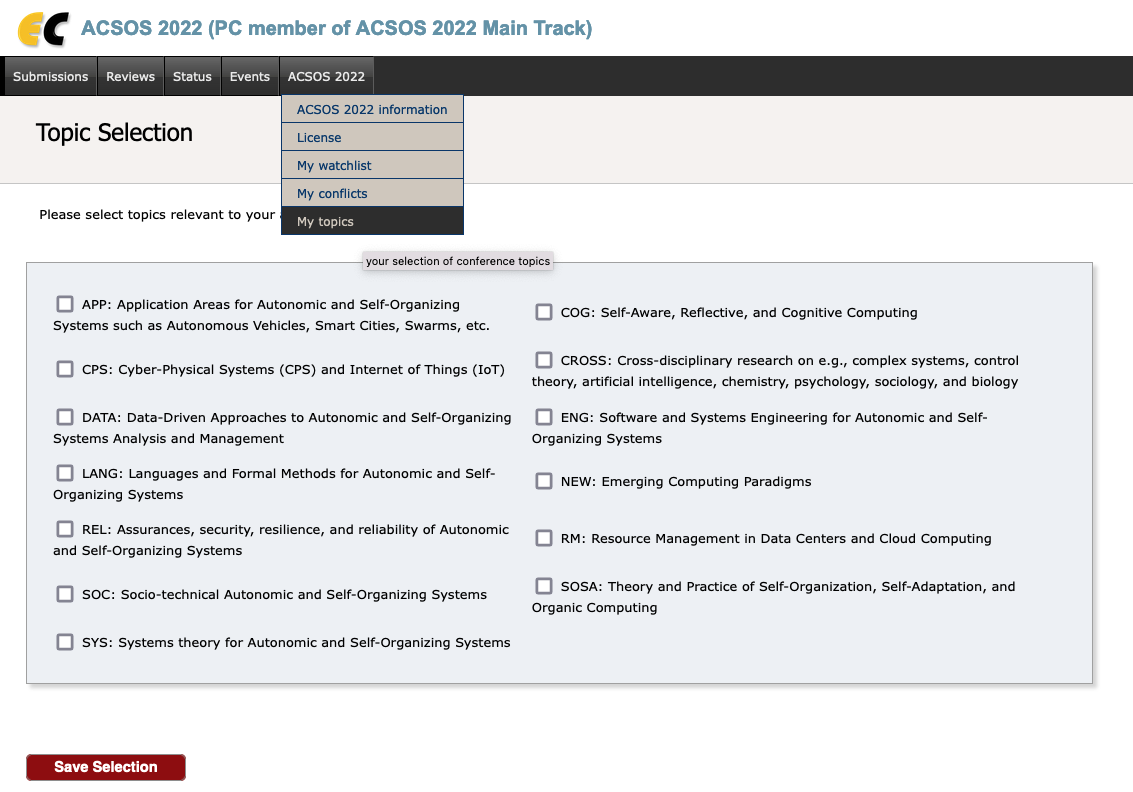 EC ACSOS 2022 (PC member of ACSOS 2022 Main Track)
Submissions Reviews Status Events ACSOS 2022
ACSOS 2022 information
License
My watchlist
My conflicts
My topics
Topic Selection
Please select topics relevant to your
your selection of conference topics
APP: Application Areas for Autonomic and Self-Organizing
Systems such as Autonomous Vehicles, Smart Cities, Swarms, etc.
COG: Self-Aware, Reflective, and Cognitive Computing
CPS: Cyber-Physical Systems (CPS) and Internet of Things (IoT)
CROSS: Cross-disciplinary research on e.g., complex systems, control
theory, artificial intelligence, chemistry, psychology, sociology, and biology
DATA: Data-Driven Approaches to Autonomic and Self-Organizing
Systems Analysis and Management
ENG: Software and Systems Engineering for Autonomic and Self-
Organizing Systems
LANG: Languages and Formal Methods for Autonomic and Self-
Organizing Systems
NEW: Emerging Computing Paradigms
REL: Assurances, security, resilience, and reliability of Autonomic
and Self-Organizing Systems
RM: Resource Management in Data Centers and Cloud Computing
SOC: Socio-technical Autonomic and Self-Organizing Systems
SOSA: Theory and Practice of Self-Organization, Self-Adaptation, and
Organic Computing
SYS: Systems theory for Autonomic and Self-Organizing Systems
Save Selection